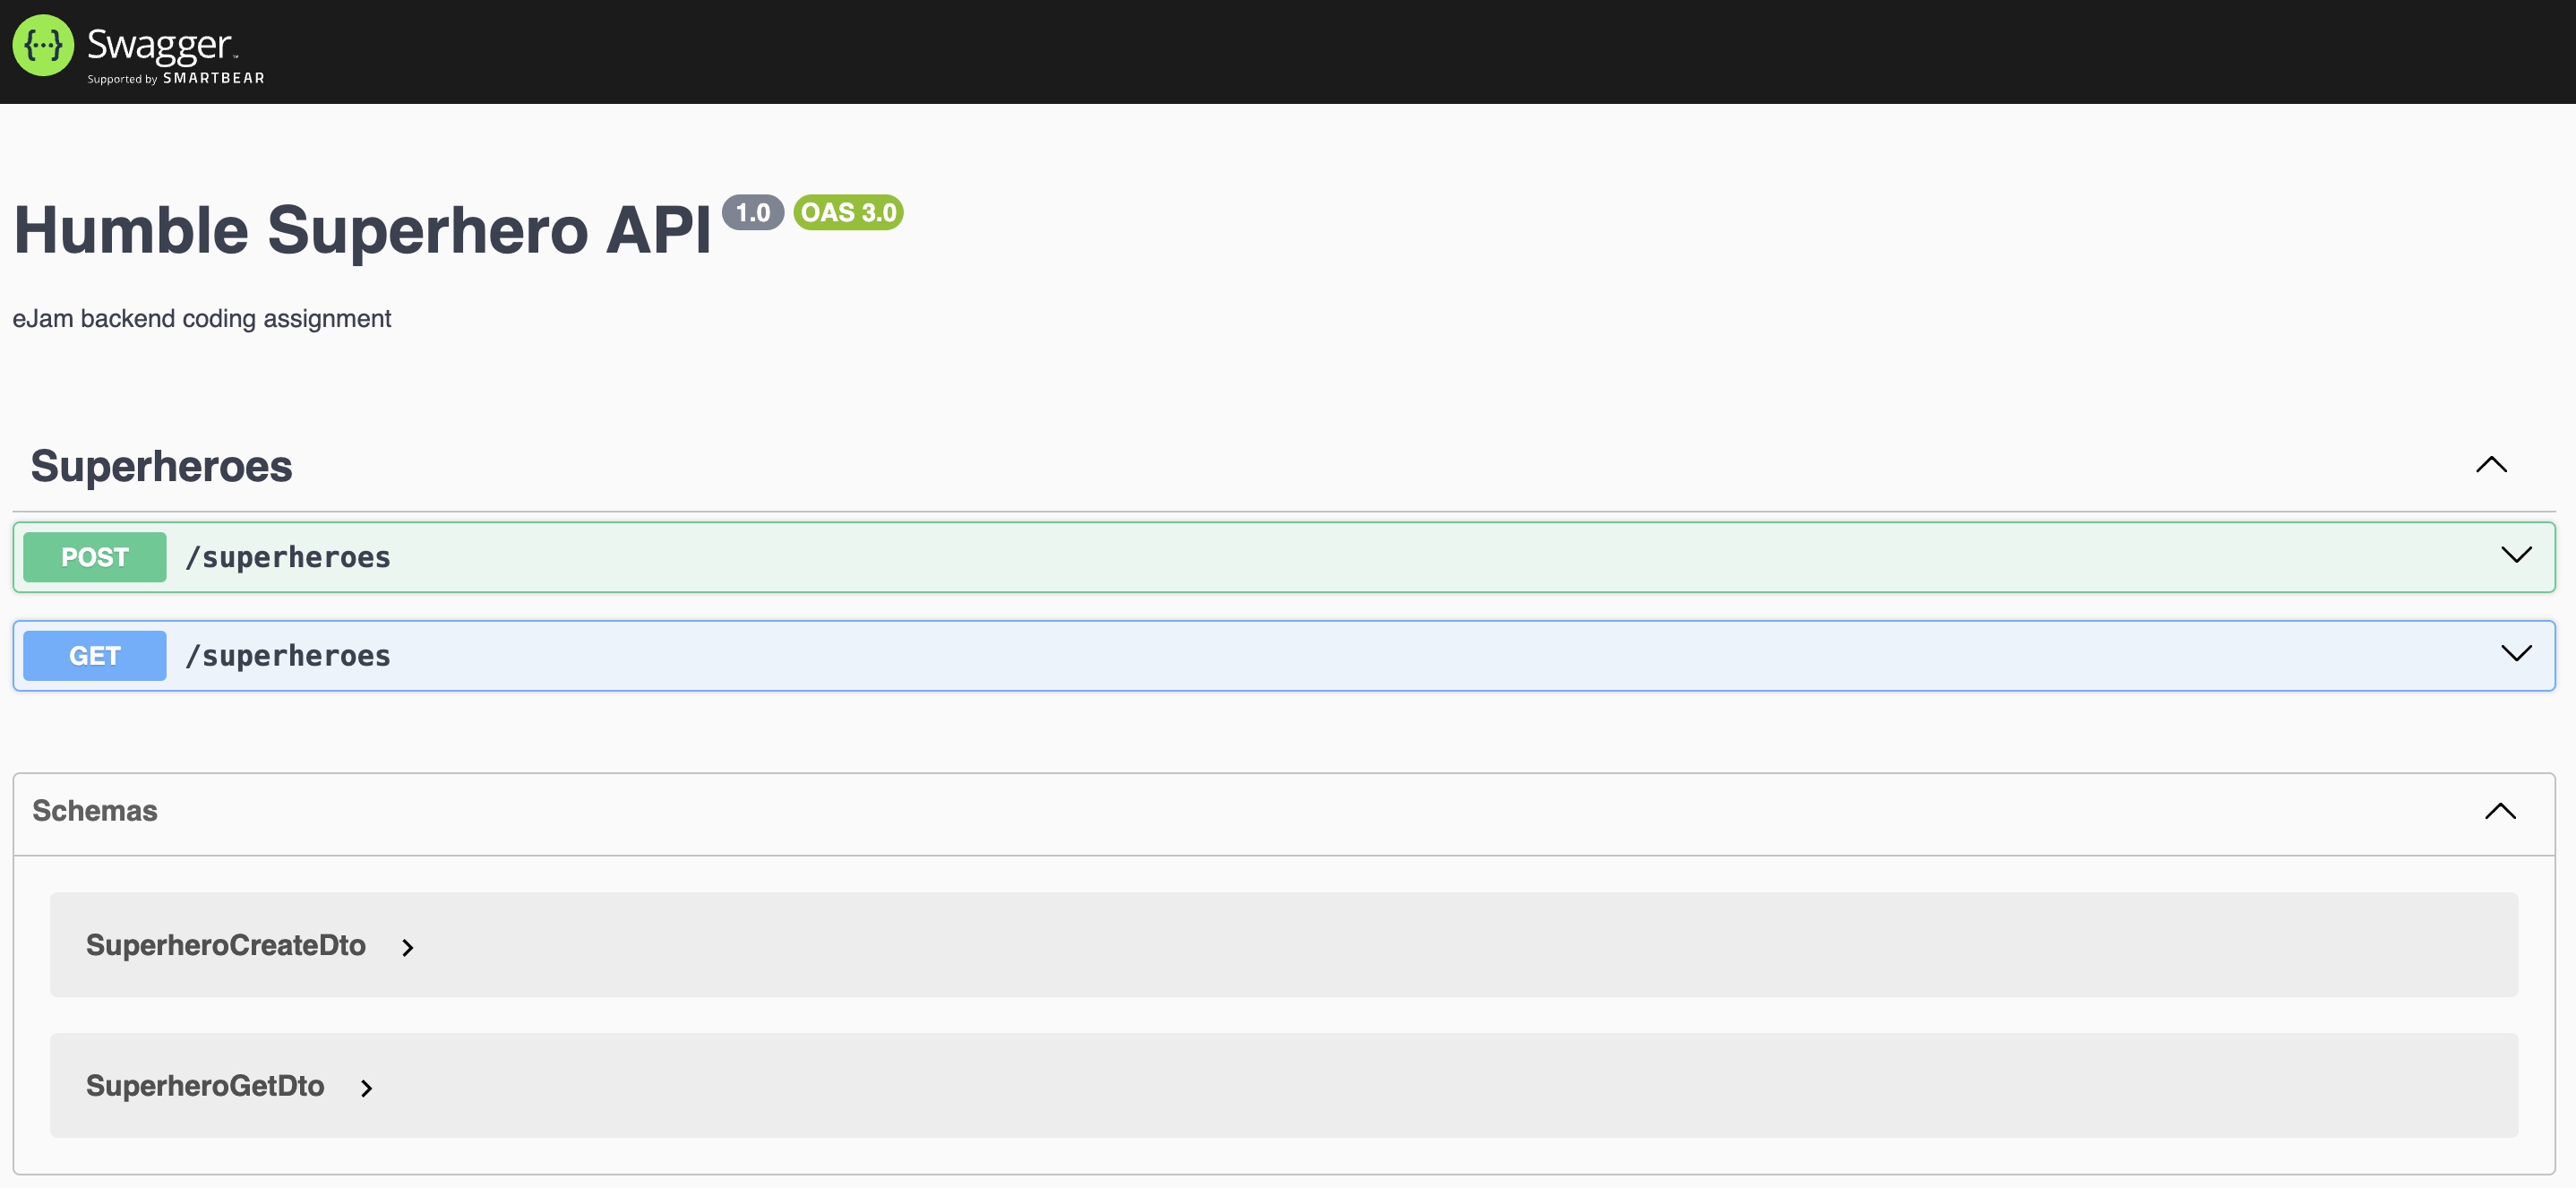 {···} Swagger™
Supported by SMARTBEAR
Humble Superhero API 1.0 OAS 3.0
eJam backend coding assignment
Superheroes
POST /superheroes
GET /superheroes
Schemas
SuperheroCreateDto
SuperheroGetDto